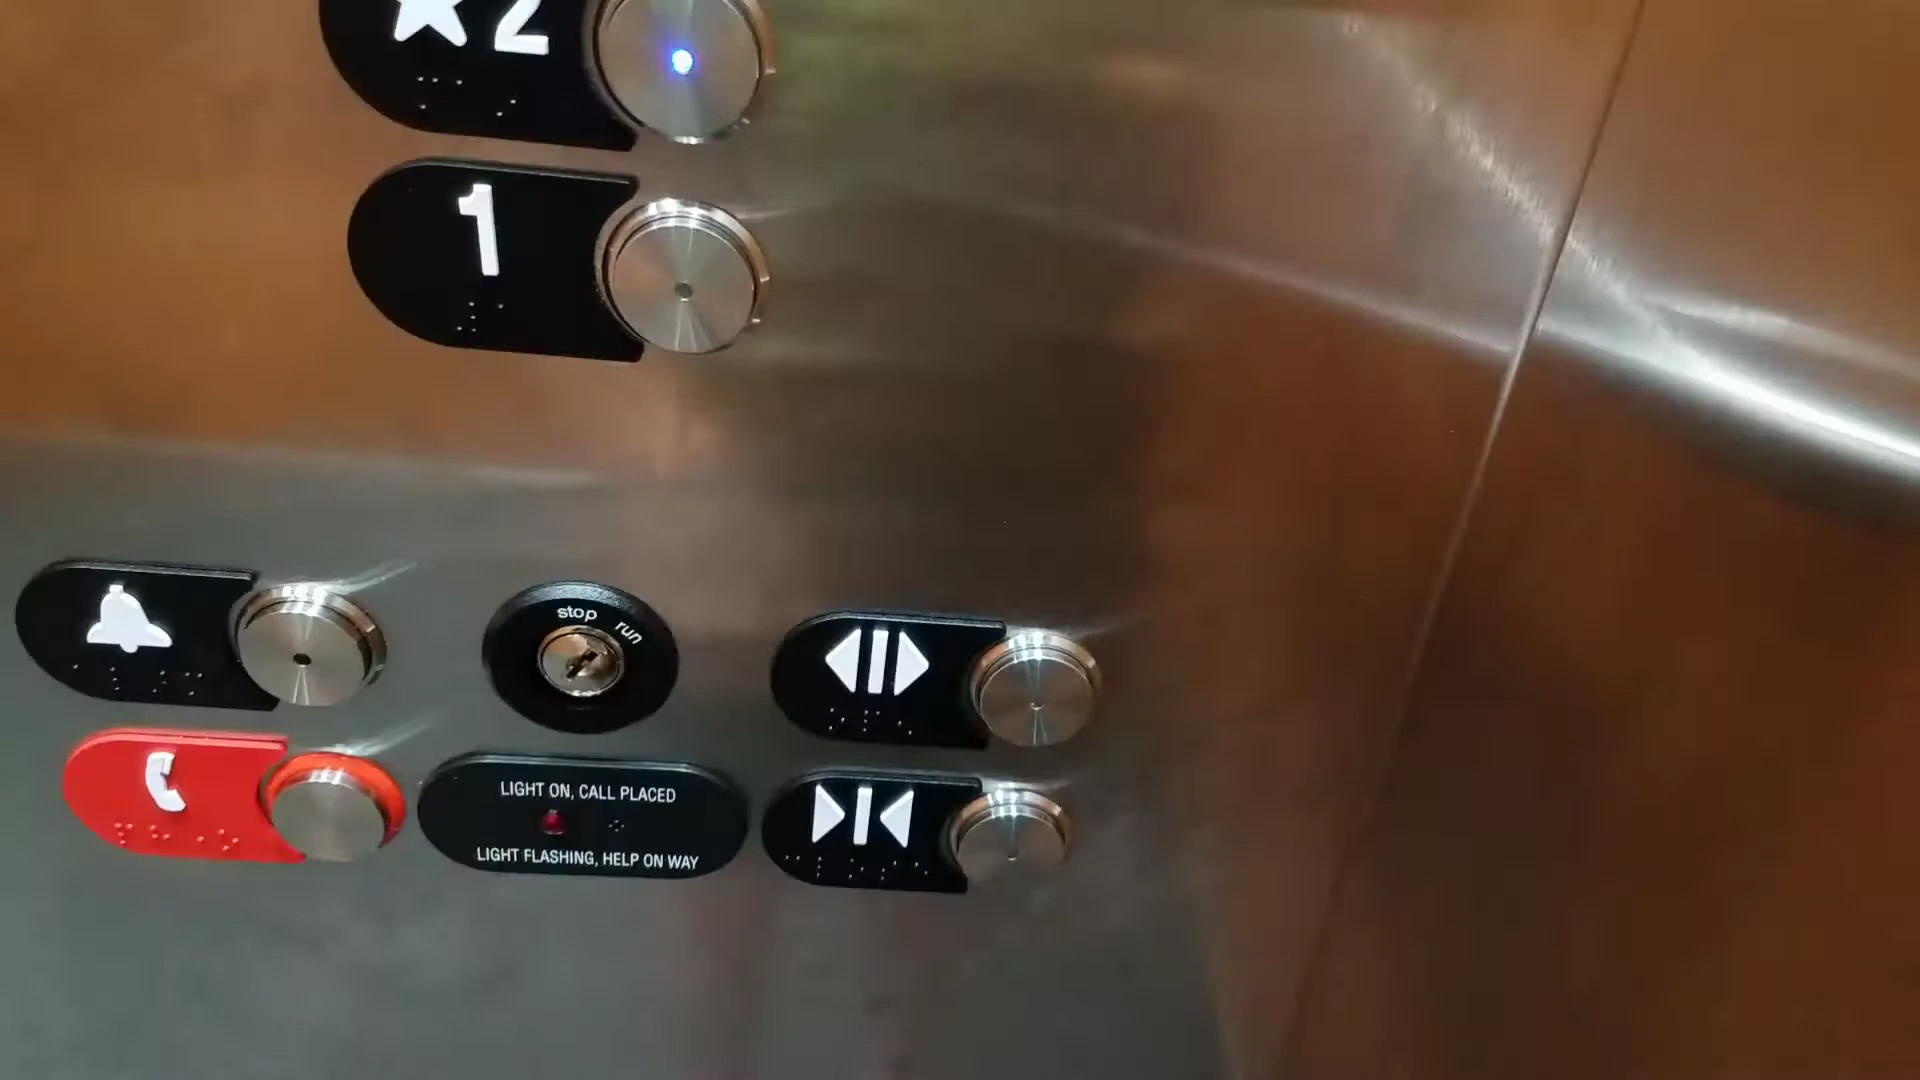 ★2
1
stop run
LIGHT ON, CALL PLACED
LIGHT FLASHING, HELP ON WAY